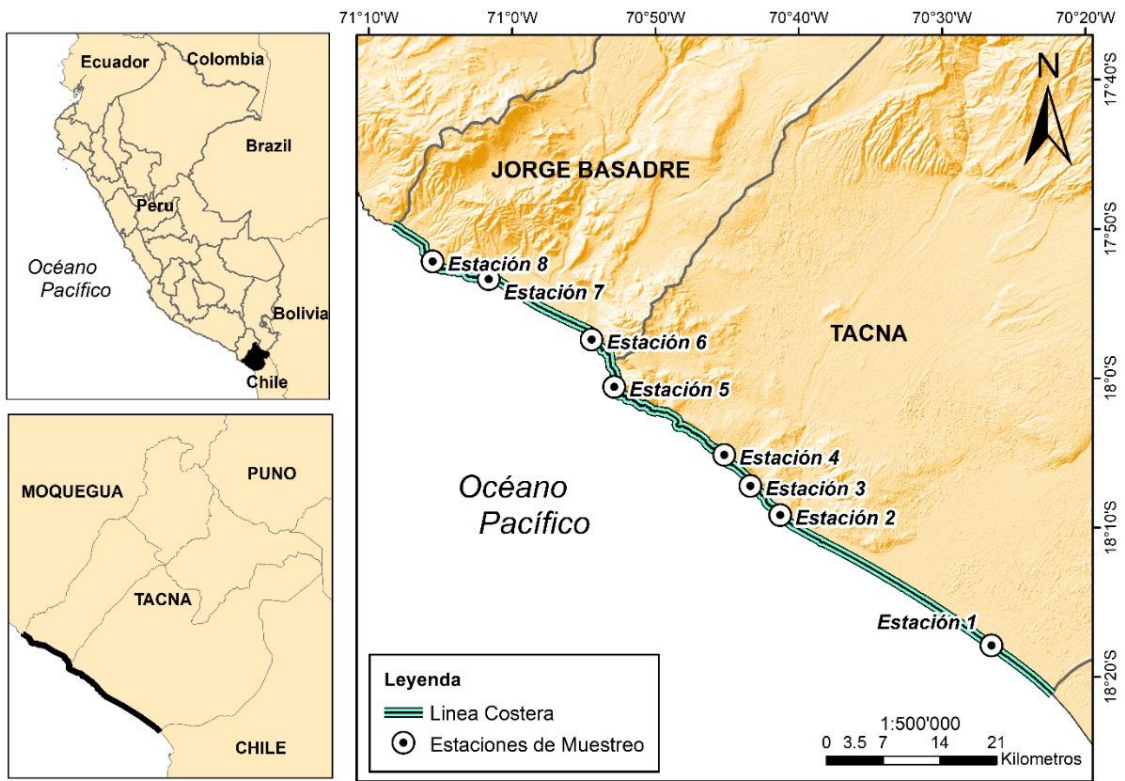 Ecuador
Colombia
Brazil
Peru
Océano
Pacífico
Bolivia
Chile
MOQUEGUA
PUNO
TACNA
CHILE
71°10'W
71°0'W
70°50'W
70°40'W
70°30'W
70°20'W
17°40'S
17°50'S
18°0'S
18°10'S
18°20'S
N
JORGE BASADRE
TACNA
Estación 8
Estación 7
Estación 6
Estación 5
Estación 4
Estación 3
Estación 2
Estación 1
Océano
Pacífico
Leyenda
Linea Costera
Estaciones de Muestreo
1:500'000
0 3.5 7 14 21
Kilometros